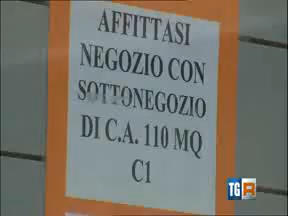 AFFITTASI
NEGOZIO CON
SOTTONEGOZIO
DI C.A. 110 MQ
C1
TGR